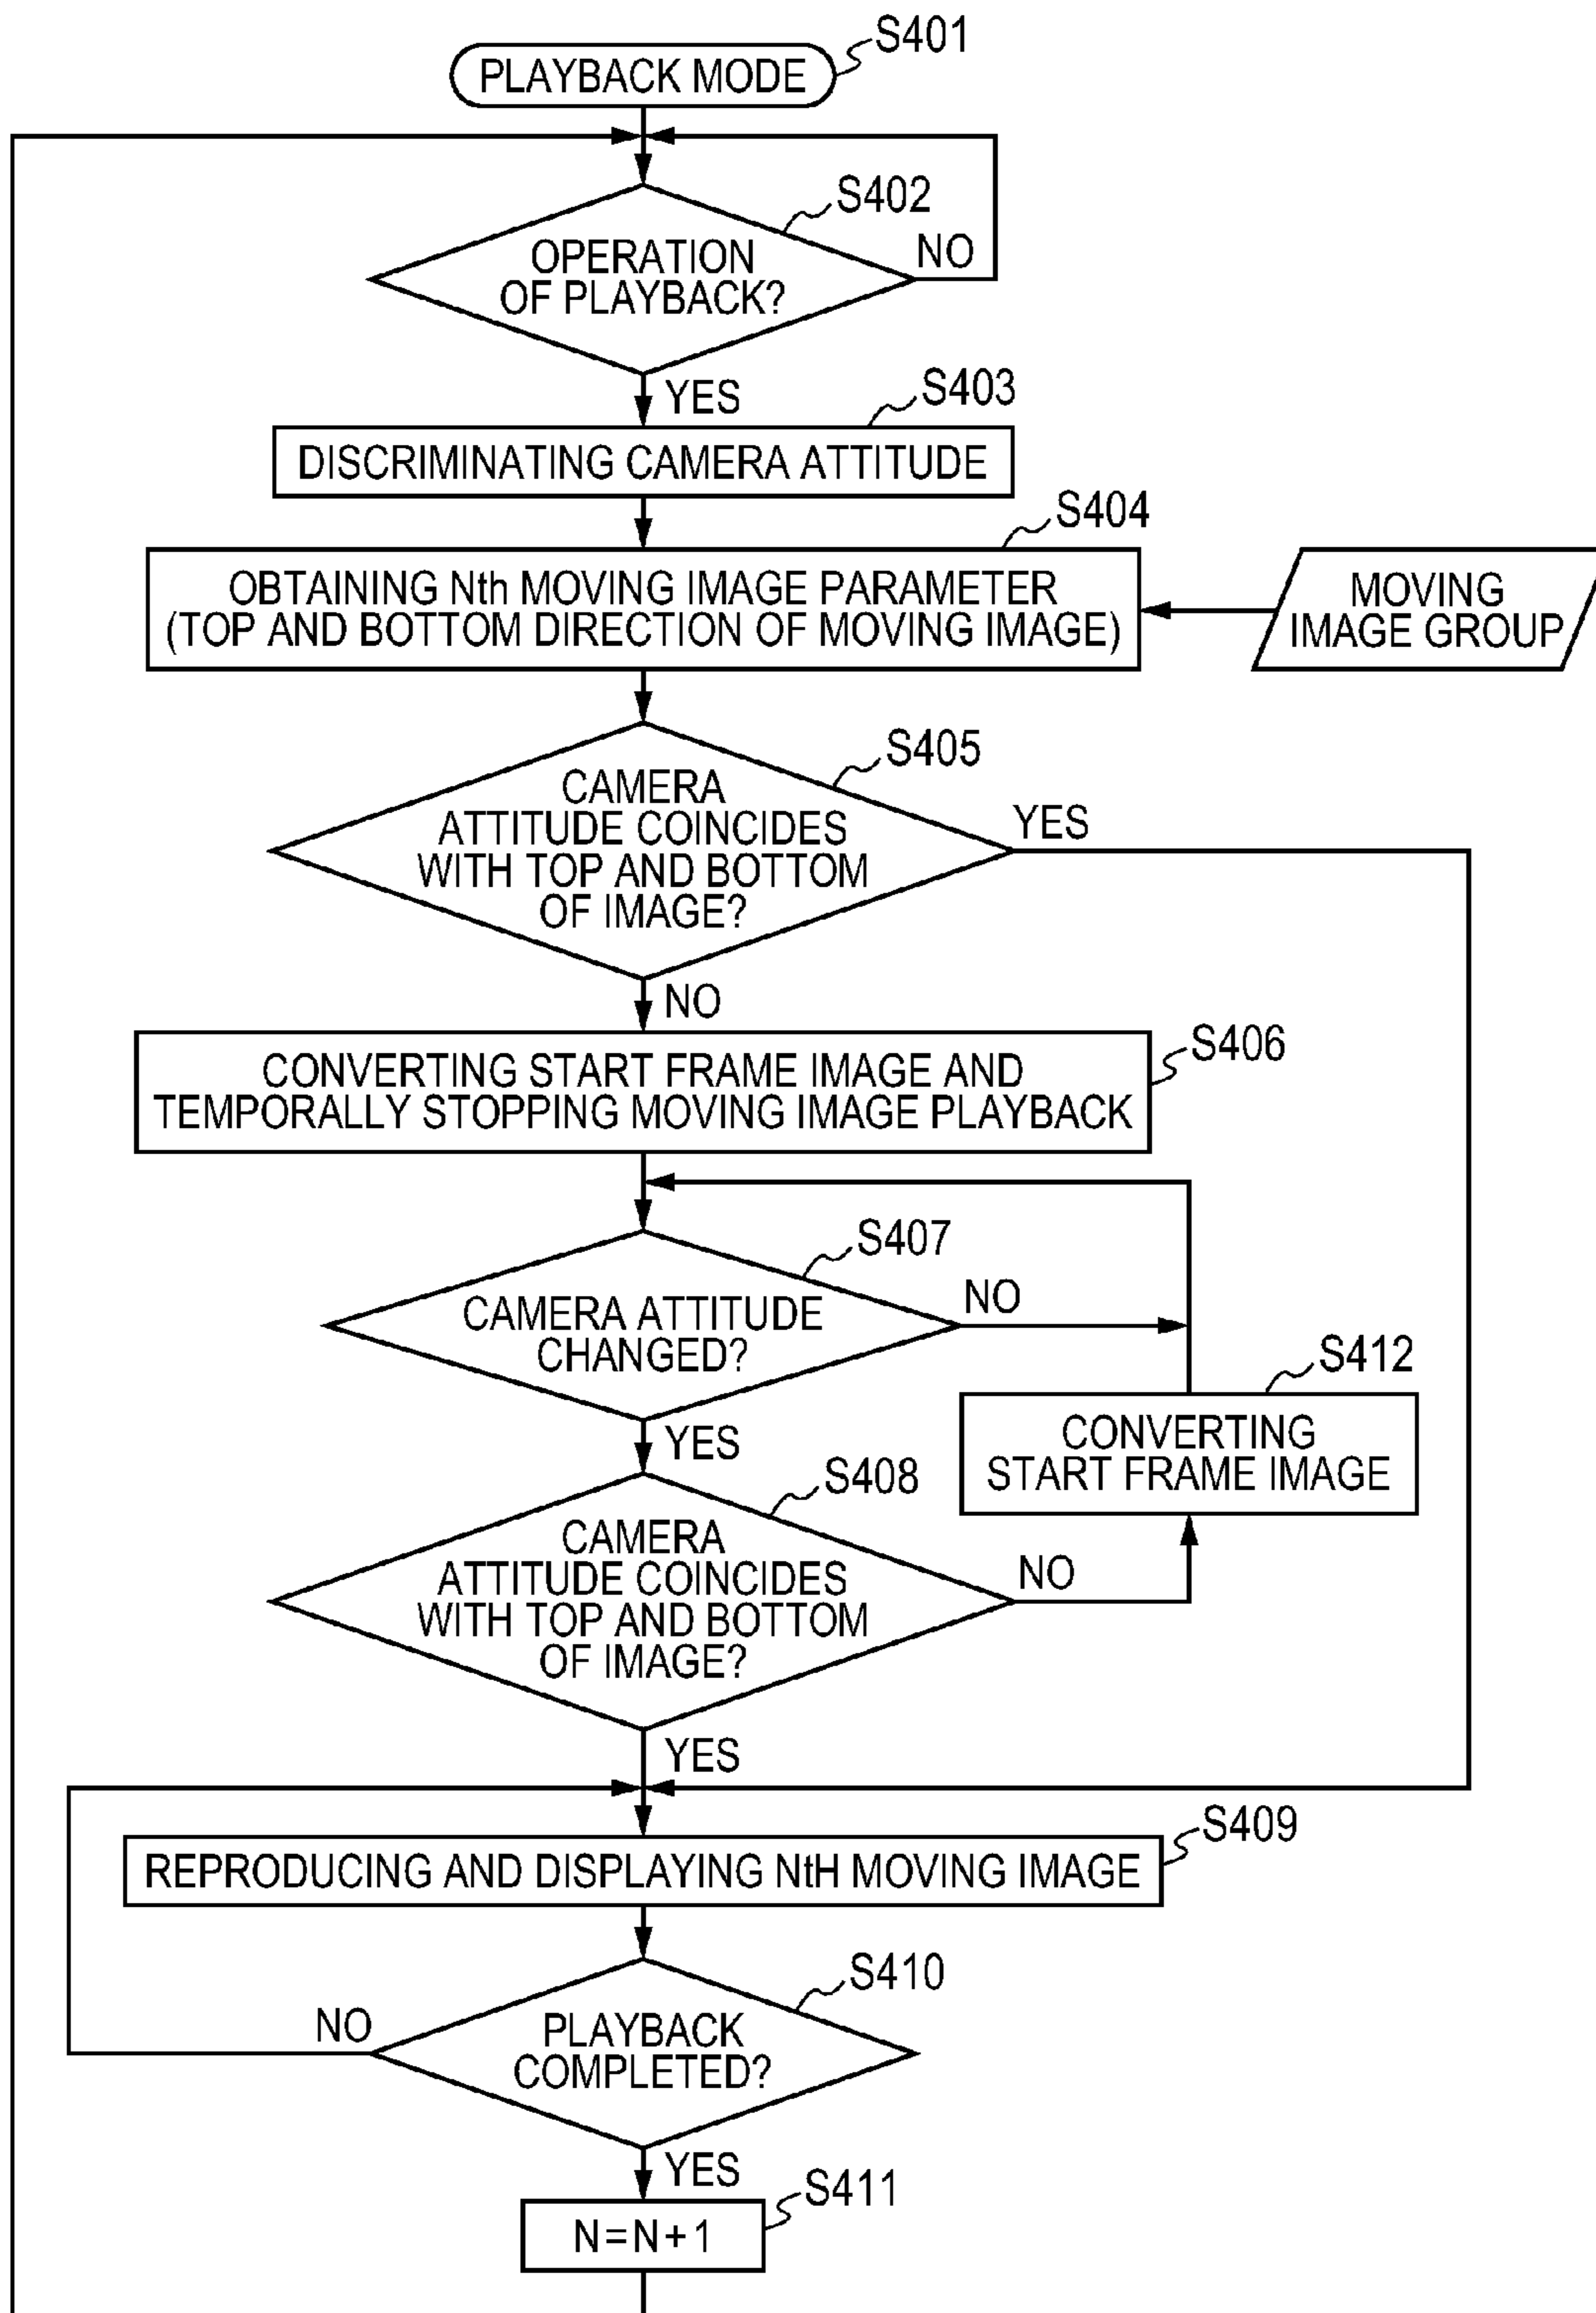 PLAYBACK MODE
S401
S402
OPERATION
OF PLAYBACK?
NO
YES
S403
DISCRIMINATING CAMERA ATTITUDE
S404
OBTAINING Nth MOVING IMAGE PARAMETER
(TOP AND BOTTOM DIRECTION OF MOVING IMAGE)
MOVING
IMAGE GROUP
S405
CAMERA
ATTITUDE COINCIDES
WITH TOP AND BOTTOM
OF IMAGE?
YES
NO
S406
CONVERTING START FRAME IMAGE AND
TEMPORALLY STOPPING MOVING IMAGE PLAYBACK
S407
CAMERA ATTITUDE
CHANGED?
NO
YES
S412
CONVERTING
START FRAME IMAGE
S408
CAMERA
ATTITUDE COINCIDES
WITH TOP AND BOTTOM
OF IMAGE?
NO
YES
S409
REPRODUCING AND DISPLAYING NtH MOVING IMAGE
S410
PLAYBACK
COMPLETED?
NO
YES
S411
N=N+1